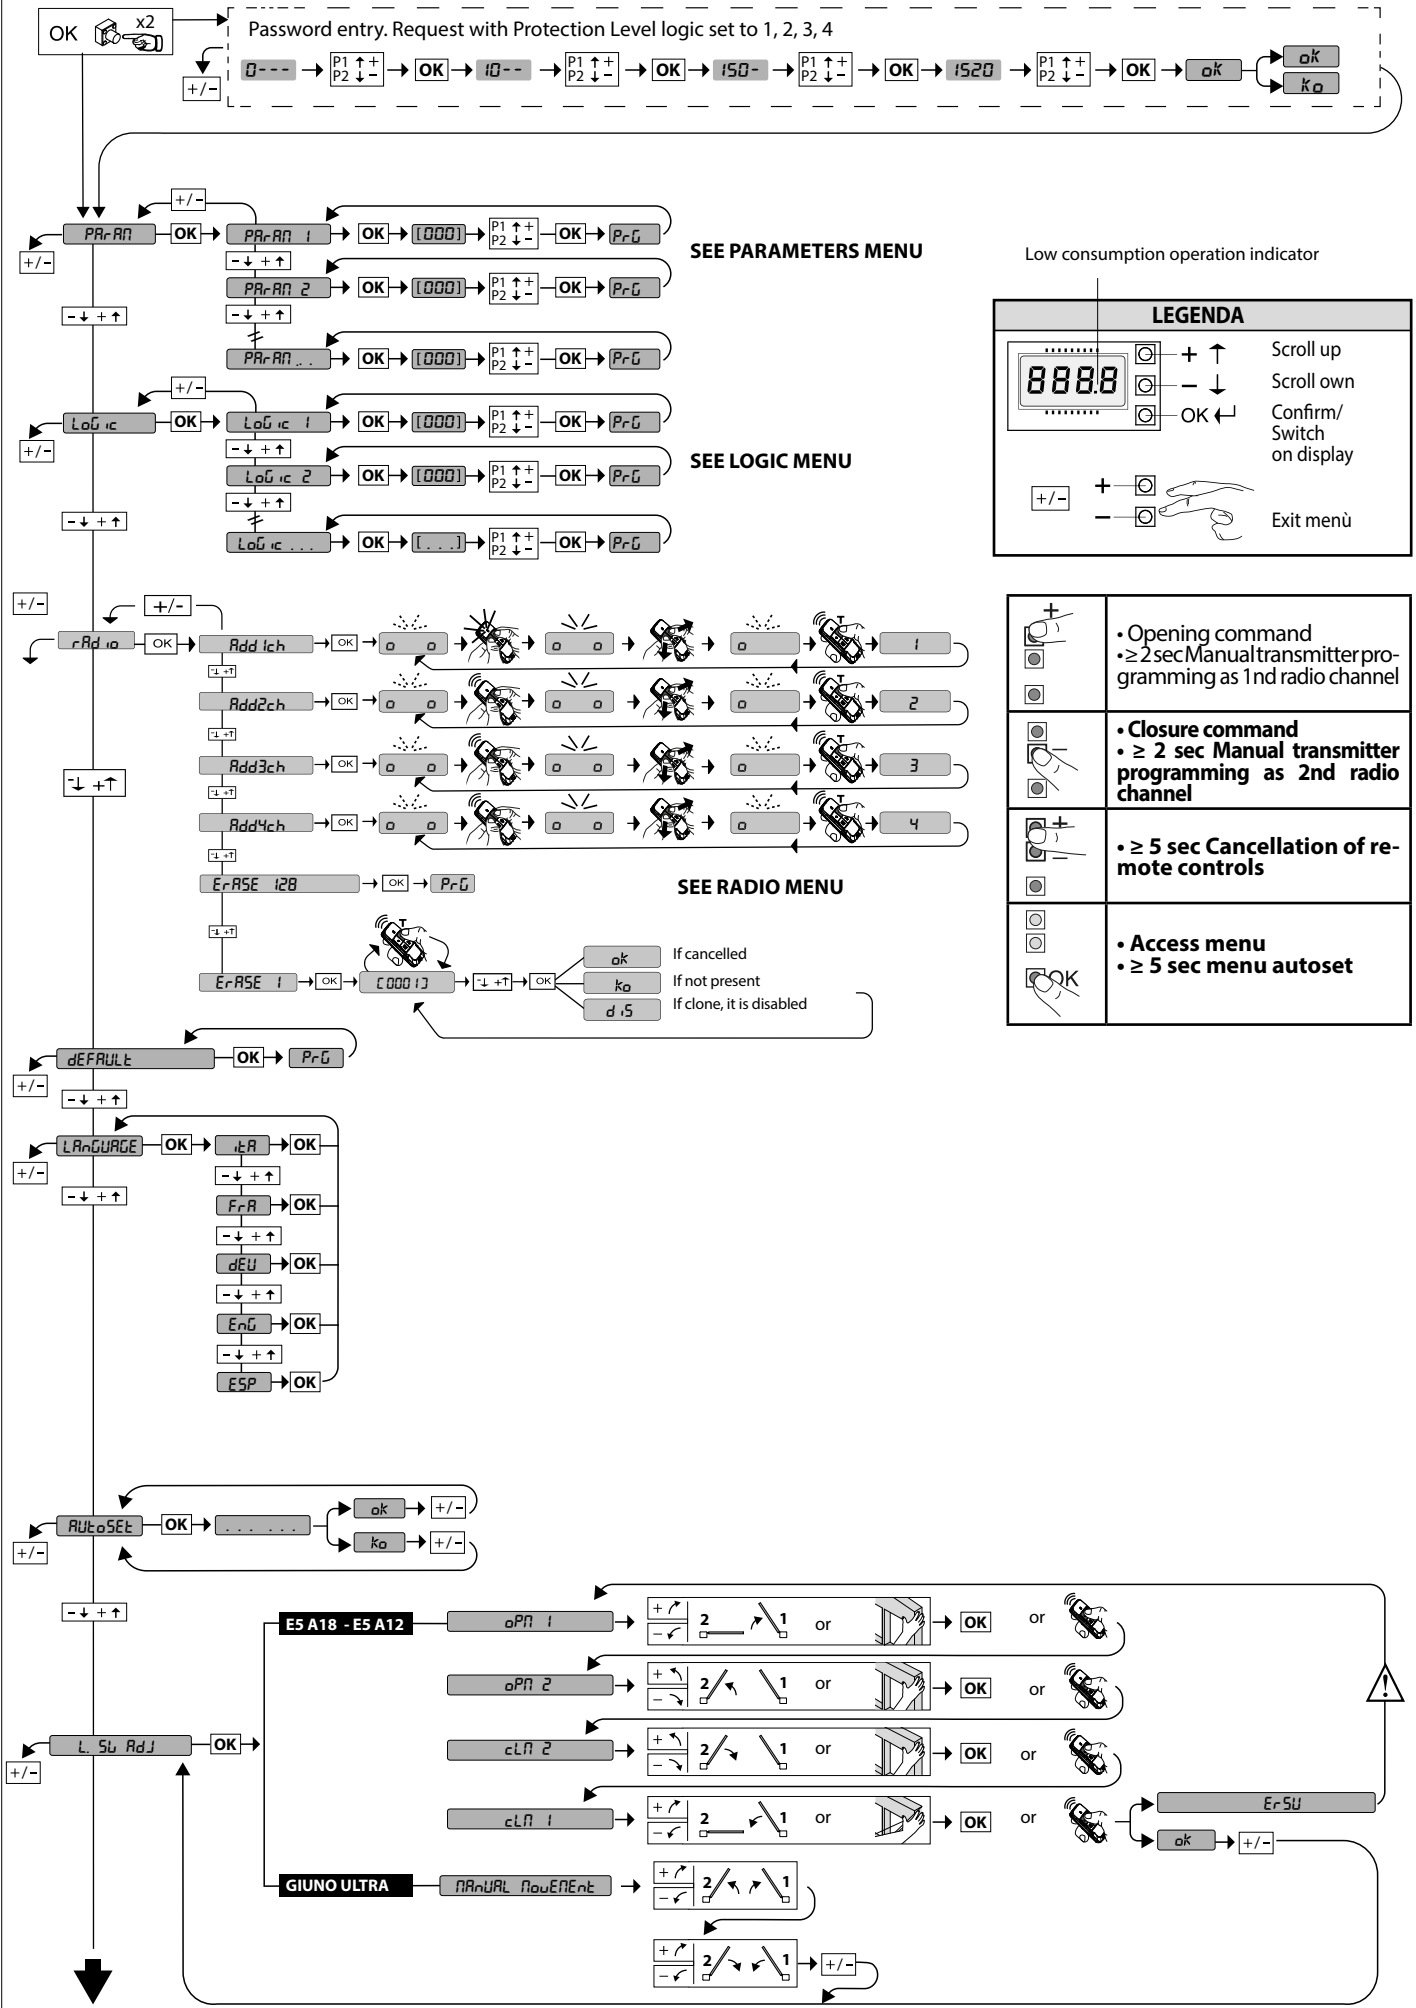 OK x2
Password entry. Request with Protection Level logic set to 1, 2, 3, 4
+/-
0--- P1 ↑ + P2 ↓ - OK 10-- P1 ↑ + P2 ↓ - OK 150- P1 ↑ + P2 ↓ - OK 1520 P1 ↑ + P2 ↓ - OK oK
oK
Ko
+/-
PArAM OK PArAM 1 OK [000] P1 ↑ + P2 ↓ - OK PrG
+/-
SEE PARAMETERS MENU
- ↓ + ↑
PArAM 2 OK [000] P1 ↑ + P2 ↓ - OK PrG
- ↓ + ↑
- ↓ + ↑
PArAM ... OK [000] P1 ↑ + P2 ↓ - OK PrG
+/-
LoGic OK LoGic 1 OK [000] P1 ↑ + P2 ↓ - OK PrG
+/-
- ↓ + ↑
SEE LOGIC MENU
LoGic 2 OK [000] P1 ↑ + P2 ↓ - OK PrG
- ↓ + ↑
- ↓ + ↑
LoGic ... OK [...] P1 ↑ + P2 ↓ - OK PrG
Low consumption operation indicator
LEGENDA
888.8
+ ↑ Scroll up
- ↓ Scroll own
OK Confirm/
Switch
on display
+/-
+
- Exit menù
+/-
+/-
rAdio OK Add1ch OK o o o o o T 1
-↓ +↑
Add2ch OK o o o o o T 2
-↓ +↑
Add3ch OK o o o o o T 3
-↓ +↑
-↓ +↑
Add4ch OK o o o o o T 4
-↓ +↑
ErASE 128 OK PrG
SEE RADIO MENU
-↓ +↑
T
ErASE 1 OK [0001] -↓ +↑ OK
ok If cancelled
ko If not present
diS If clone, it is disabled
+
• Opening command
•≥ 2 sec Manual transmitter pro-
gramming as 1nd radio channel
-
• Closure command
• ≥ 2 sec Manual transmitter
programming as 2nd radio
channel
+
-
• ≥ 5 sec Cancellation of re-
mote controls
OK
• Access menu
• ≥ 5 sec menu autoset
dEFAULt OK PrG
+/-
- ↓ + ↑
LAnGUAGE OK itA OK
+/-
- ↓ + ↑
- ↓ + ↑
FrA OK
- ↓ + ↑
dEU OK
- ↓ + ↑
EnG OK
- ↓ + ↑
ESP OK
AUtoSEt OK ... ...
ok +/-
ko +/-
+/-
- ↓ + ↑
E5 A18 - E5 A12 oPM 1 + - 2 1 or OK or
oPM 2 + - 2 1 or OK or
!
L. SW AdJ OK
+/-
cLM 2 + - 2 1 or OK or
cLM 1 + - 2 1 or OK or
ErSW
ok +/-
GIUNO ULTRA MAnUAL MovEMEnt + - 2 1
+ - 2 1 +/-